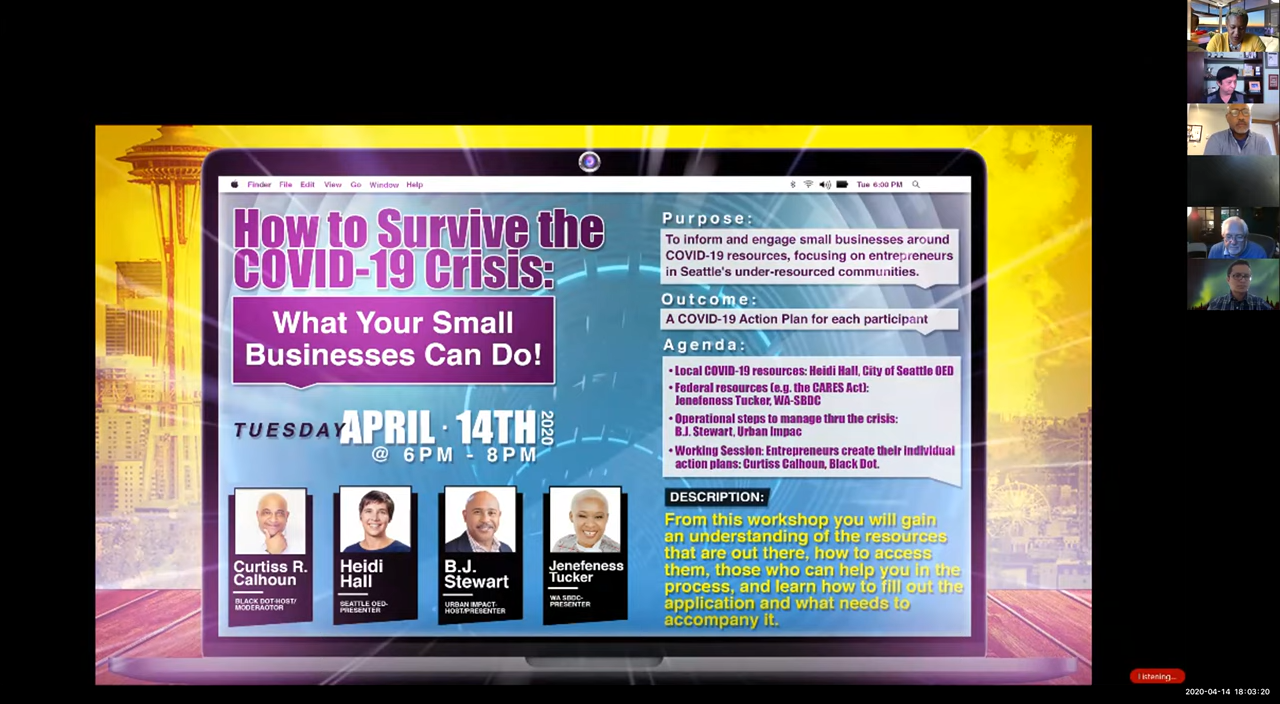 Finder File Edit View Go Window Help
Tue 6:00 PM
How to Survive the
COVID-19 Crisis:
What Your Small
Businesses Can Do!
TUESDAY APRIL · 14TH 2020
@ 6PM - 8PM
Curtiss R.
Calhoun
BLACK DOT-HOST/
MODERAOTOR
Heidi
Hall
SEATTLE OED-
PRESENTER
B.J.
Stewart
URBAN IMPACT-
HOST/PRESENTER
Jenefeness
Tucker
WA SBDC-
PRESENTER
Purpose:
To inform and engage small businesses around
COVID-19 resources, focusing on entrepreneurs
in Seattle's under-resourced communities.
Outcome:
A COVID-19 Action Plan for each participant
Agenda:
• Local COVID-19 resources: Heidi Hall, City of Seattle OED
• Federal resources (e.g. the CARES Act):
Jenefeness Tucker, WA-SBDC
• Operational steps to manage thru the crisis:
B.J. Stewart, Urban Impac
• Working Session: Entrepreneurs create their individual
action plans: Curtiss Calhoun, Black Dot.
DESCRIPTION:
From this workshop you will gain
an understanding of the resources
that are out there, how to access
them, those who can help you in the
process, and learn how to fill out the
application and what needs to
accompany it.
Listening...
2020-04-14 18:03:20